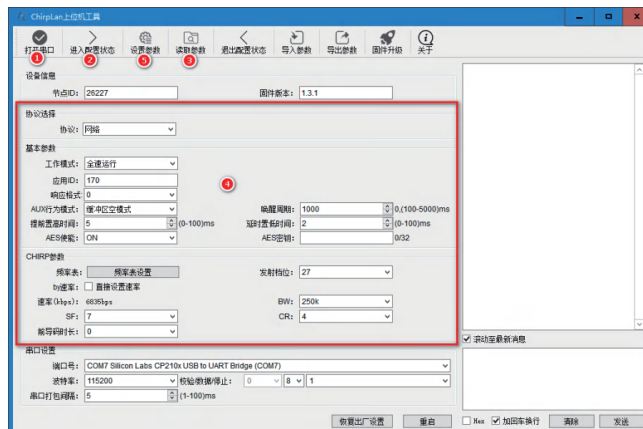 ChirpLan上位机工具
打开串口 进入配置状态 设置参数 读取参数 退出配置状态 导入参数 导出参数 固件升级 关于
1 2 5 3
设备信息
节点ID: 26227 固件版本: 1.3.1
协议选择
协议: 网络
基本参数
工作模式: 全速运行
4
应用ID: 170
响应格式: 0
AUX行为模式: 缓冲区空模式 唤醒周期: 1000 0,(100-5000)ms
提前置高时间: 5 (0-100)ms 延时置低时间: 2 (0-100)ms
AES使能: ON AES密钥: 0/32
CHIRP参数
频率表: 频率表设置 发射档位: 27
by速率: 直接设置速率
速率(kbps): 6835bps BW: 250k
SF: 7 CR: 4
前导码时长: 0
滚动至最新消息
串口设置
端口号: COM7 Silicon Labs CP210x USB to UART Bridge (COM7)
波特率: 115200 校验/数据/停止: 0 8 1
串口打包间隔: 5 (1-100)ms
恢复出厂设置 重启 Hex 加回车换行 清除 发送